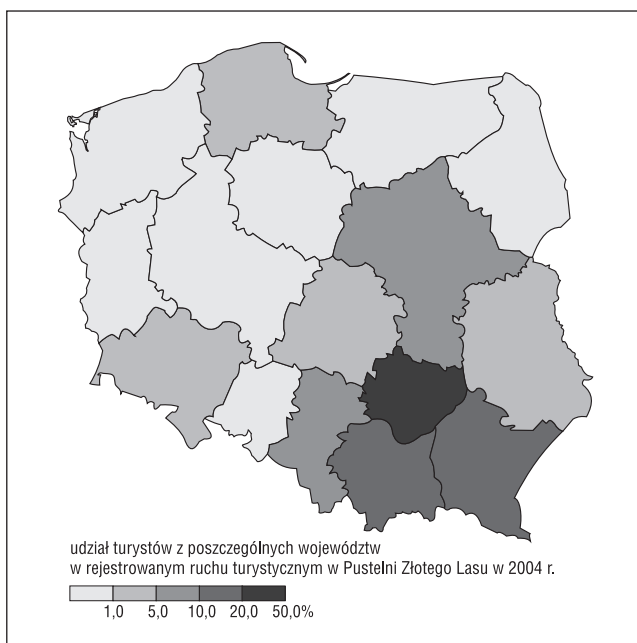 udział turystów z poszczególnych województw
w rejestrowanym ruchu turystycznym w Pustelni Złotego Lasu w 2004 r.
1,0 5,0 10,0 20,0 50,0%